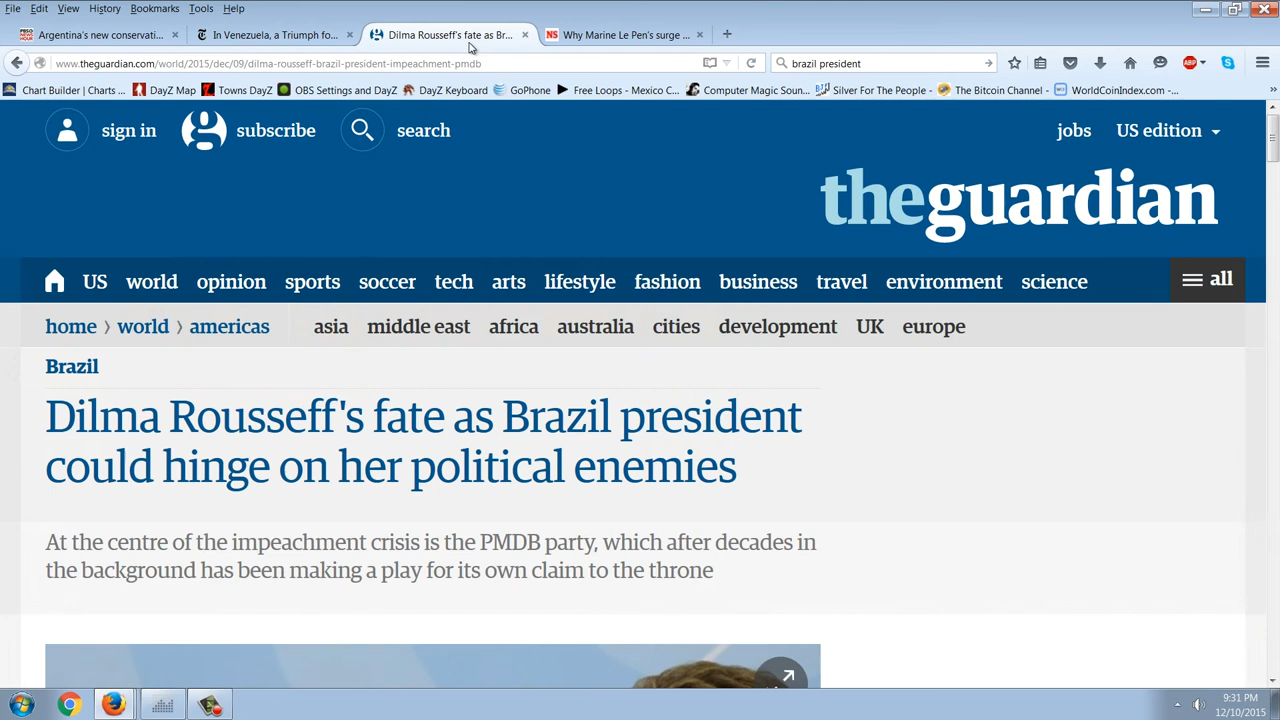 File Edit View History Bookmarks Tools Help
Argentina's new conservati... × In Venezuela, a Triumph fo... × Dilma Rousseff's fate as Br... × NS Why Marine Le Pen's surge ... × +
www.theguardian.com/world/2015/dec/09/dilma-rousseff-brazil-president-impeachment-pmdb brazil president
Chart Builder | Charts ... DayZ Map TowelieDayZ OBS Settings and DayZ DayZ Keyboard GoPhone Free Loops - Mexico C... Computer Magic Soun... Silver For The People - The Bitcoin Channel - WorldCoinIndex.com -...
sign in subscribe search jobs US edition
theguardian
US world opinion sports soccer tech arts lifestyle fashion business travel environment science all
home › world › americas asia middle east africa australia cities development UK europe
Brazil
Dilma Rousseff's fate as Brazil president
could hinge on her political enemies
At the centre of the impeachment crisis is the PMDB party, which after decades in
the background has been making a play for its own claim to the throne
9:31 PM
12/10/2015